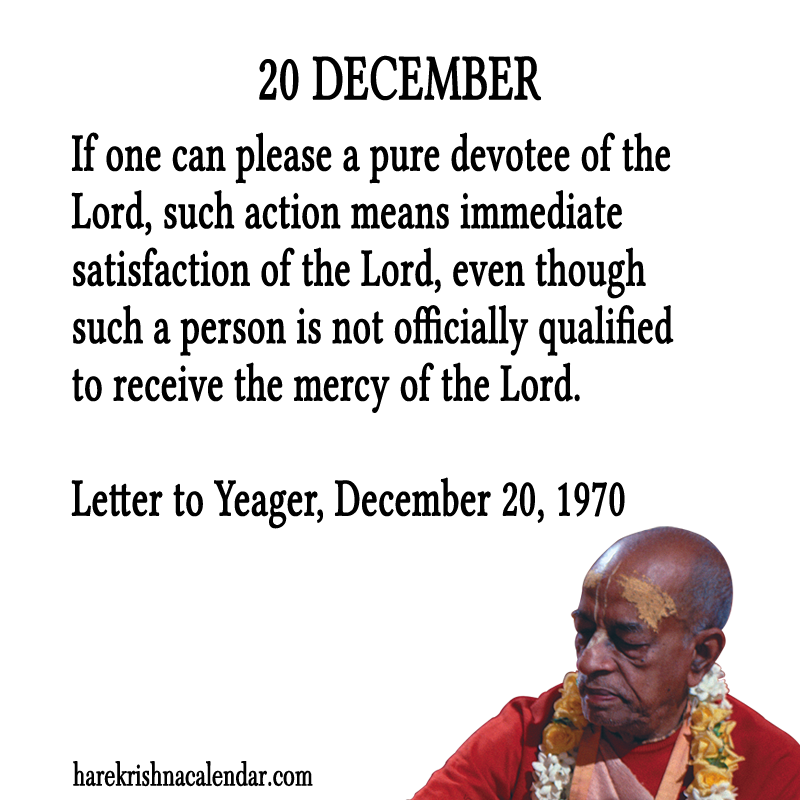 20 DECEMBER
If one can please a pure devotee of the
Lord, such action means immediate
satisfaction of the Lord, even though
such a person is not officially qualified
to receive the mercy of the Lord.
Letter to Yeager, December 20, 1970
harekrishnacalendar.com